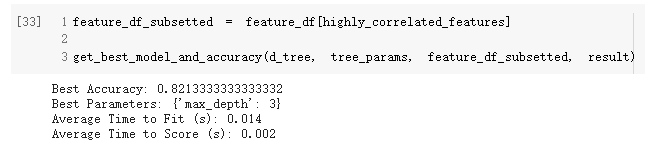 [33] 1 feature_df_subsetted = feature_df[highly_correlated_features]
2
3 get_best_model_and_accuracy(d_tree, tree_params, feature_df_subsetted, result)
Best Accuracy: 0.8213333333333332
Best Parameters: {'max_depth': 3}
Average Time to Fit (s): 0.014
Average Time to Score (s): 0.002